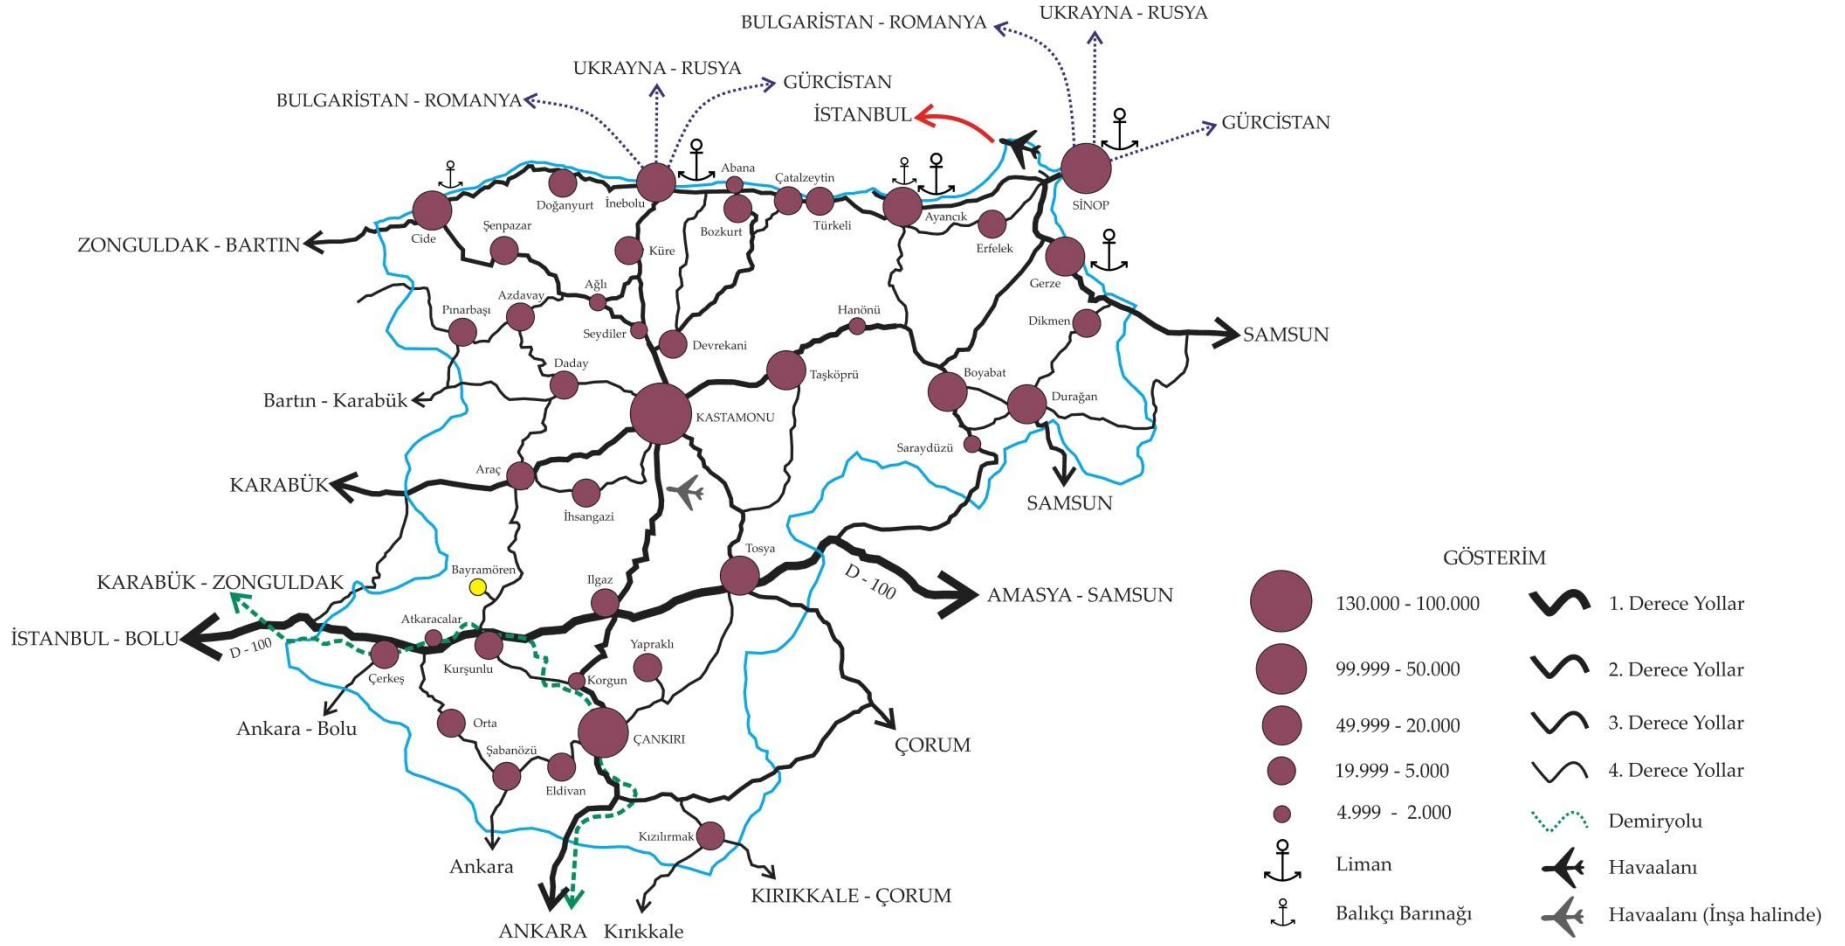 UKRAYNA - RUSYA
BULGARİSTAN - ROMANYA
UKRAYNA - RUSYA
GÜRCİSTAN
BULGARİSTAN - ROMANYA
İSTANBUL
GÜRCİSTAN
Abana
Çatalzeytin
Doğanyurt
İnebolu
Bozkurt
Türkeli
Ayancık
SİNOP
Cide
Şenpazar
Erfelek
ZONGULDAK - BARTIN
Küre
Gerze
Ağlı
Azdavay
Pınarbaşı
Hanönü
Dikmen
Seydiler
Devrekani
SAMSUN
Daday
Taşköprü
Boyabat
Durağan
Bartın - Karabük
KASTAMONU
Saraydüzü
Araç
KARABÜK
SAMSUN
İhsangazi
Tosya
GÖSTERİM
Bayramören
Ilgaz
KARABÜK - ZONGULDAK
D - 100
AMASYA - SAMSUN
130.000 - 100.000
1. Derece Yollar
Atkaracalar
İSTANBUL - BOLU
D - 100
Yapraklı
Kurşunlu
Çerkeş
Korgun
99.999 - 50.000
2. Derece Yollar
Ankara - Bolu
Orta
ÇANKIRI
ÇORUM
49.999 - 20.000
3. Derece Yollar
Şabanözü
Eldivan
19.999 - 5.000
4. Derece Yollar
4.999 - 2.000
Demiryolu
Kızılırmak
Ankara
Liman
Havaalanı
KIRIKKALE - ÇORUM
Balıkçı Barınağı
Havaalanı (İnşa halinde)
ANKARA
Kırıkkale